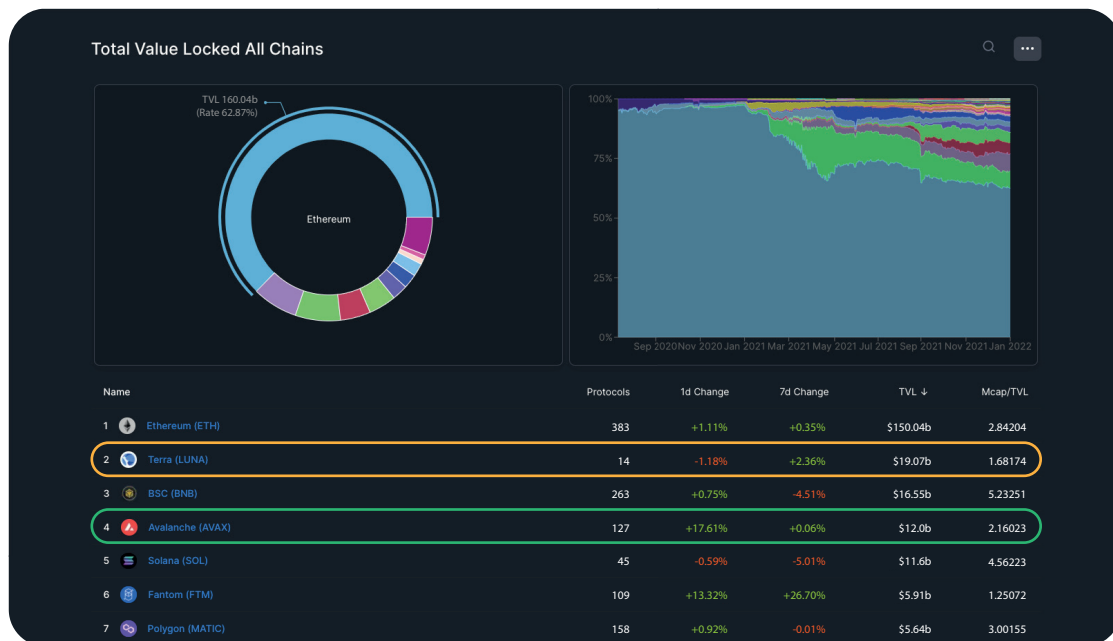 Total Value Locked All Chains
TVL 160.04b
(Rate 62.87%)
Ethereum
100%
75%
50%
25%
0%
Sep 2020 Nov 2020 Jan 2021 Mar 2021 May 2021 Jul 2021 Sep 2021 Nov 2021 Jan 2022
Name Protocols 1d Change 7d Change TVL ↓ Mcap/TVL
1 Ethereum (ETH) 383 +1.11% +0.35% $150.04b 2.84204
2 Terra (LUNA) 14 -1.18% +2.36% $19.07b 1.68174
3 BSC (BNB) 263 +0.75% -4.51% $16.55b 5.23251
4 Avalanche (AVAX) 127 +17.61% +0.06% $12.0b 2.16023
5 Solana (SOL) 45 -0.59% -5.01% $11.6b 4.56223
6 Fantom (FTM) 109 +13.32% +26.70% $5.91b 1.25072
7 Polygon (MATIC) 158 +0.92% -0.01% $5.64b 3.00155